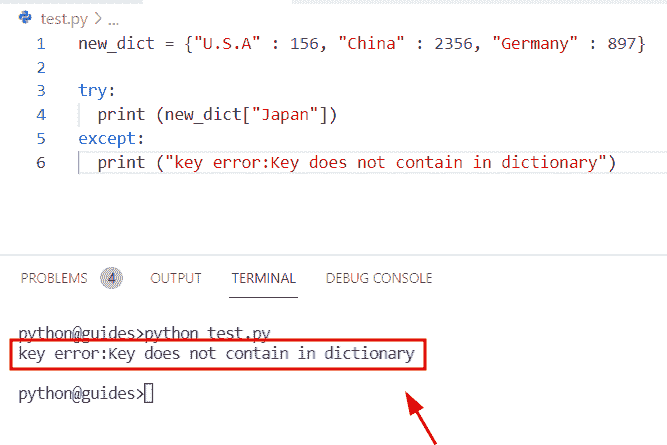 test.py > ...
1 new_dict = {"U.S.A" : 156, "China" : 2356, "Germany" : 897}
2
3 try:
4 print (new_dict["Japan"])
5 except:
6 print ("key error:Key does not contain in dictionary")
PROBLEMS 4 OUTPUT TERMINAL DEBUG CONSOLE
python@guides>python test.py
key error:Key does not contain in dictionary
python@guides>